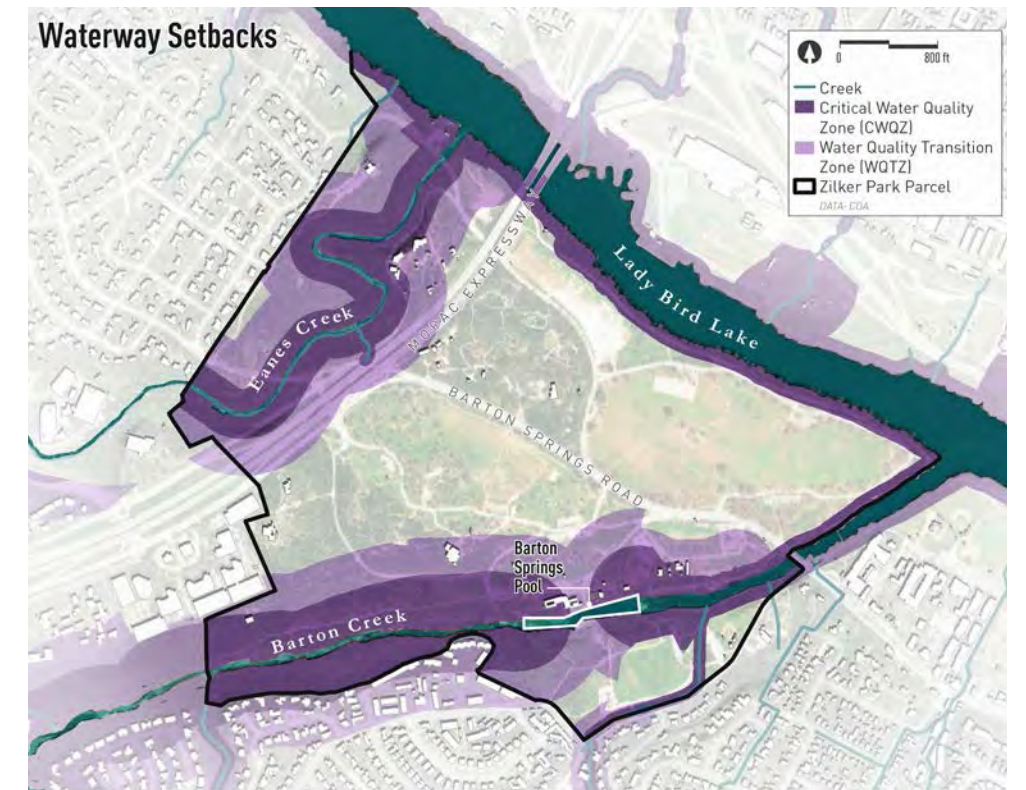 Waterway Setbacks
0 800 ft
Creek
Critical Water Quality
Zone (CWQZ)
Water Quality Transition
Zone (WQTZ)
Zilker Park Parcel
DATA: COA
MOPAC EXPRESSWAY
Lady Bird Lake
Eanes Creek
BARTON SPRINGS ROAD
Barton
Springs
Pool
Barton Creek